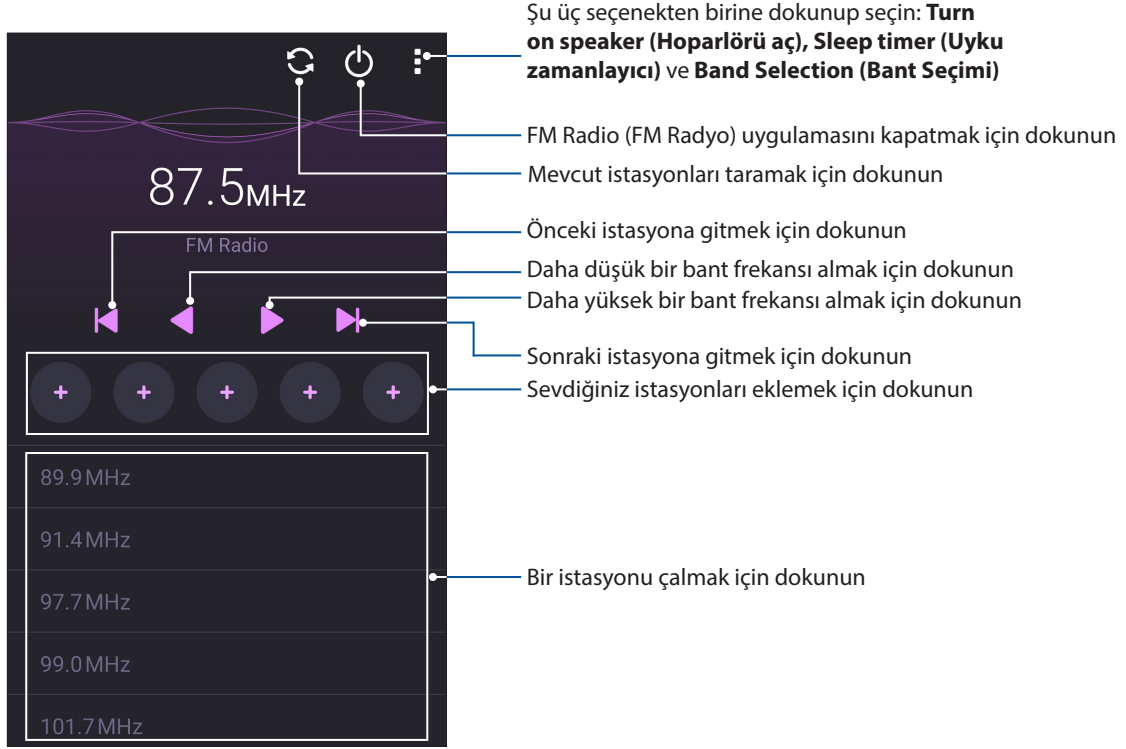 Şu üç seçenekten birine dokunup seçin: Turn
on speaker (Hoparlörü aç), Sleep timer (Uyku
zamanlayıcı) ve Band Selection (Bant Seçimi)
FM Radio (FM Radyo) uygulamasını kapatmak için dokunun
Mevcut istasyonları taramak için dokunun
87.5MHz
FM Radio
Önceki istasyona gitmek için dokunun
Daha düşük bir bant frekansı almak için dokunun
Daha yüksek bir bant frekansı almak için dokunun
Sonraki istasyona gitmek için dokunun
Sevdiğiniz istasyonları eklemek için dokunun
+ + + + +
89.9MHz
91.4MHz
97.7MHz
99.0MHz
101.7MHz
Bir istasyonu çalmak için dokunun